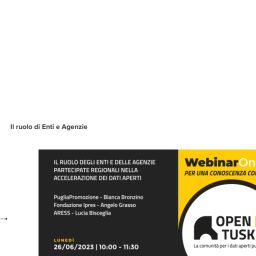 Il ruolo di Enti e Agenzie
IL RUOLO DEGLI ENTI E DELLE AGENZIE
PARTECIPATE REGIONALI NELLA
ACCELERAZIONE DEI DATI APERTI
PugliaPromozione - Bianca Bronzino
Fondazione Ipres - Angelo Grasso
ARESS - Lucia Bisceglia
LUNEDÌ
26/06/2023 | 10:00 - 11:30
WebinarOn
PER UNA CONOSCENZA CO
OPEN
TUSK
La comunità per i dati aperti pu